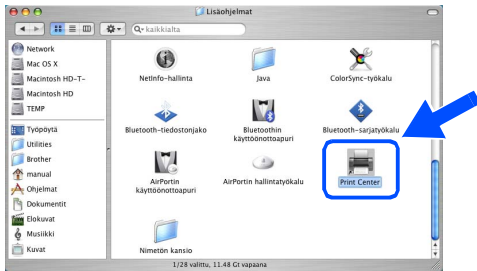 Lisäohjelmat
kaikkialta
Network
Mac OS X
Macintosh HD-T-
Macintosh HD
TEMP
Työpöytä
Utilities
Brother
manual
Ohjelmat
Dokumentit
Elokuvat
Musiikki
Kuvat
NetInfo-hallinta
Java
ColorSync-työkalu
Bluetooth-tiedostonjako
Bluetoothin
käyttöönottoapuri
Bluetooth-sarjatyökalu
AirPortin
käyttöönottoapuri
AirPortin hallintatyökalu
Print Center
Nimetön kansio
1/28 valittu, 11.48 Gt vapaana